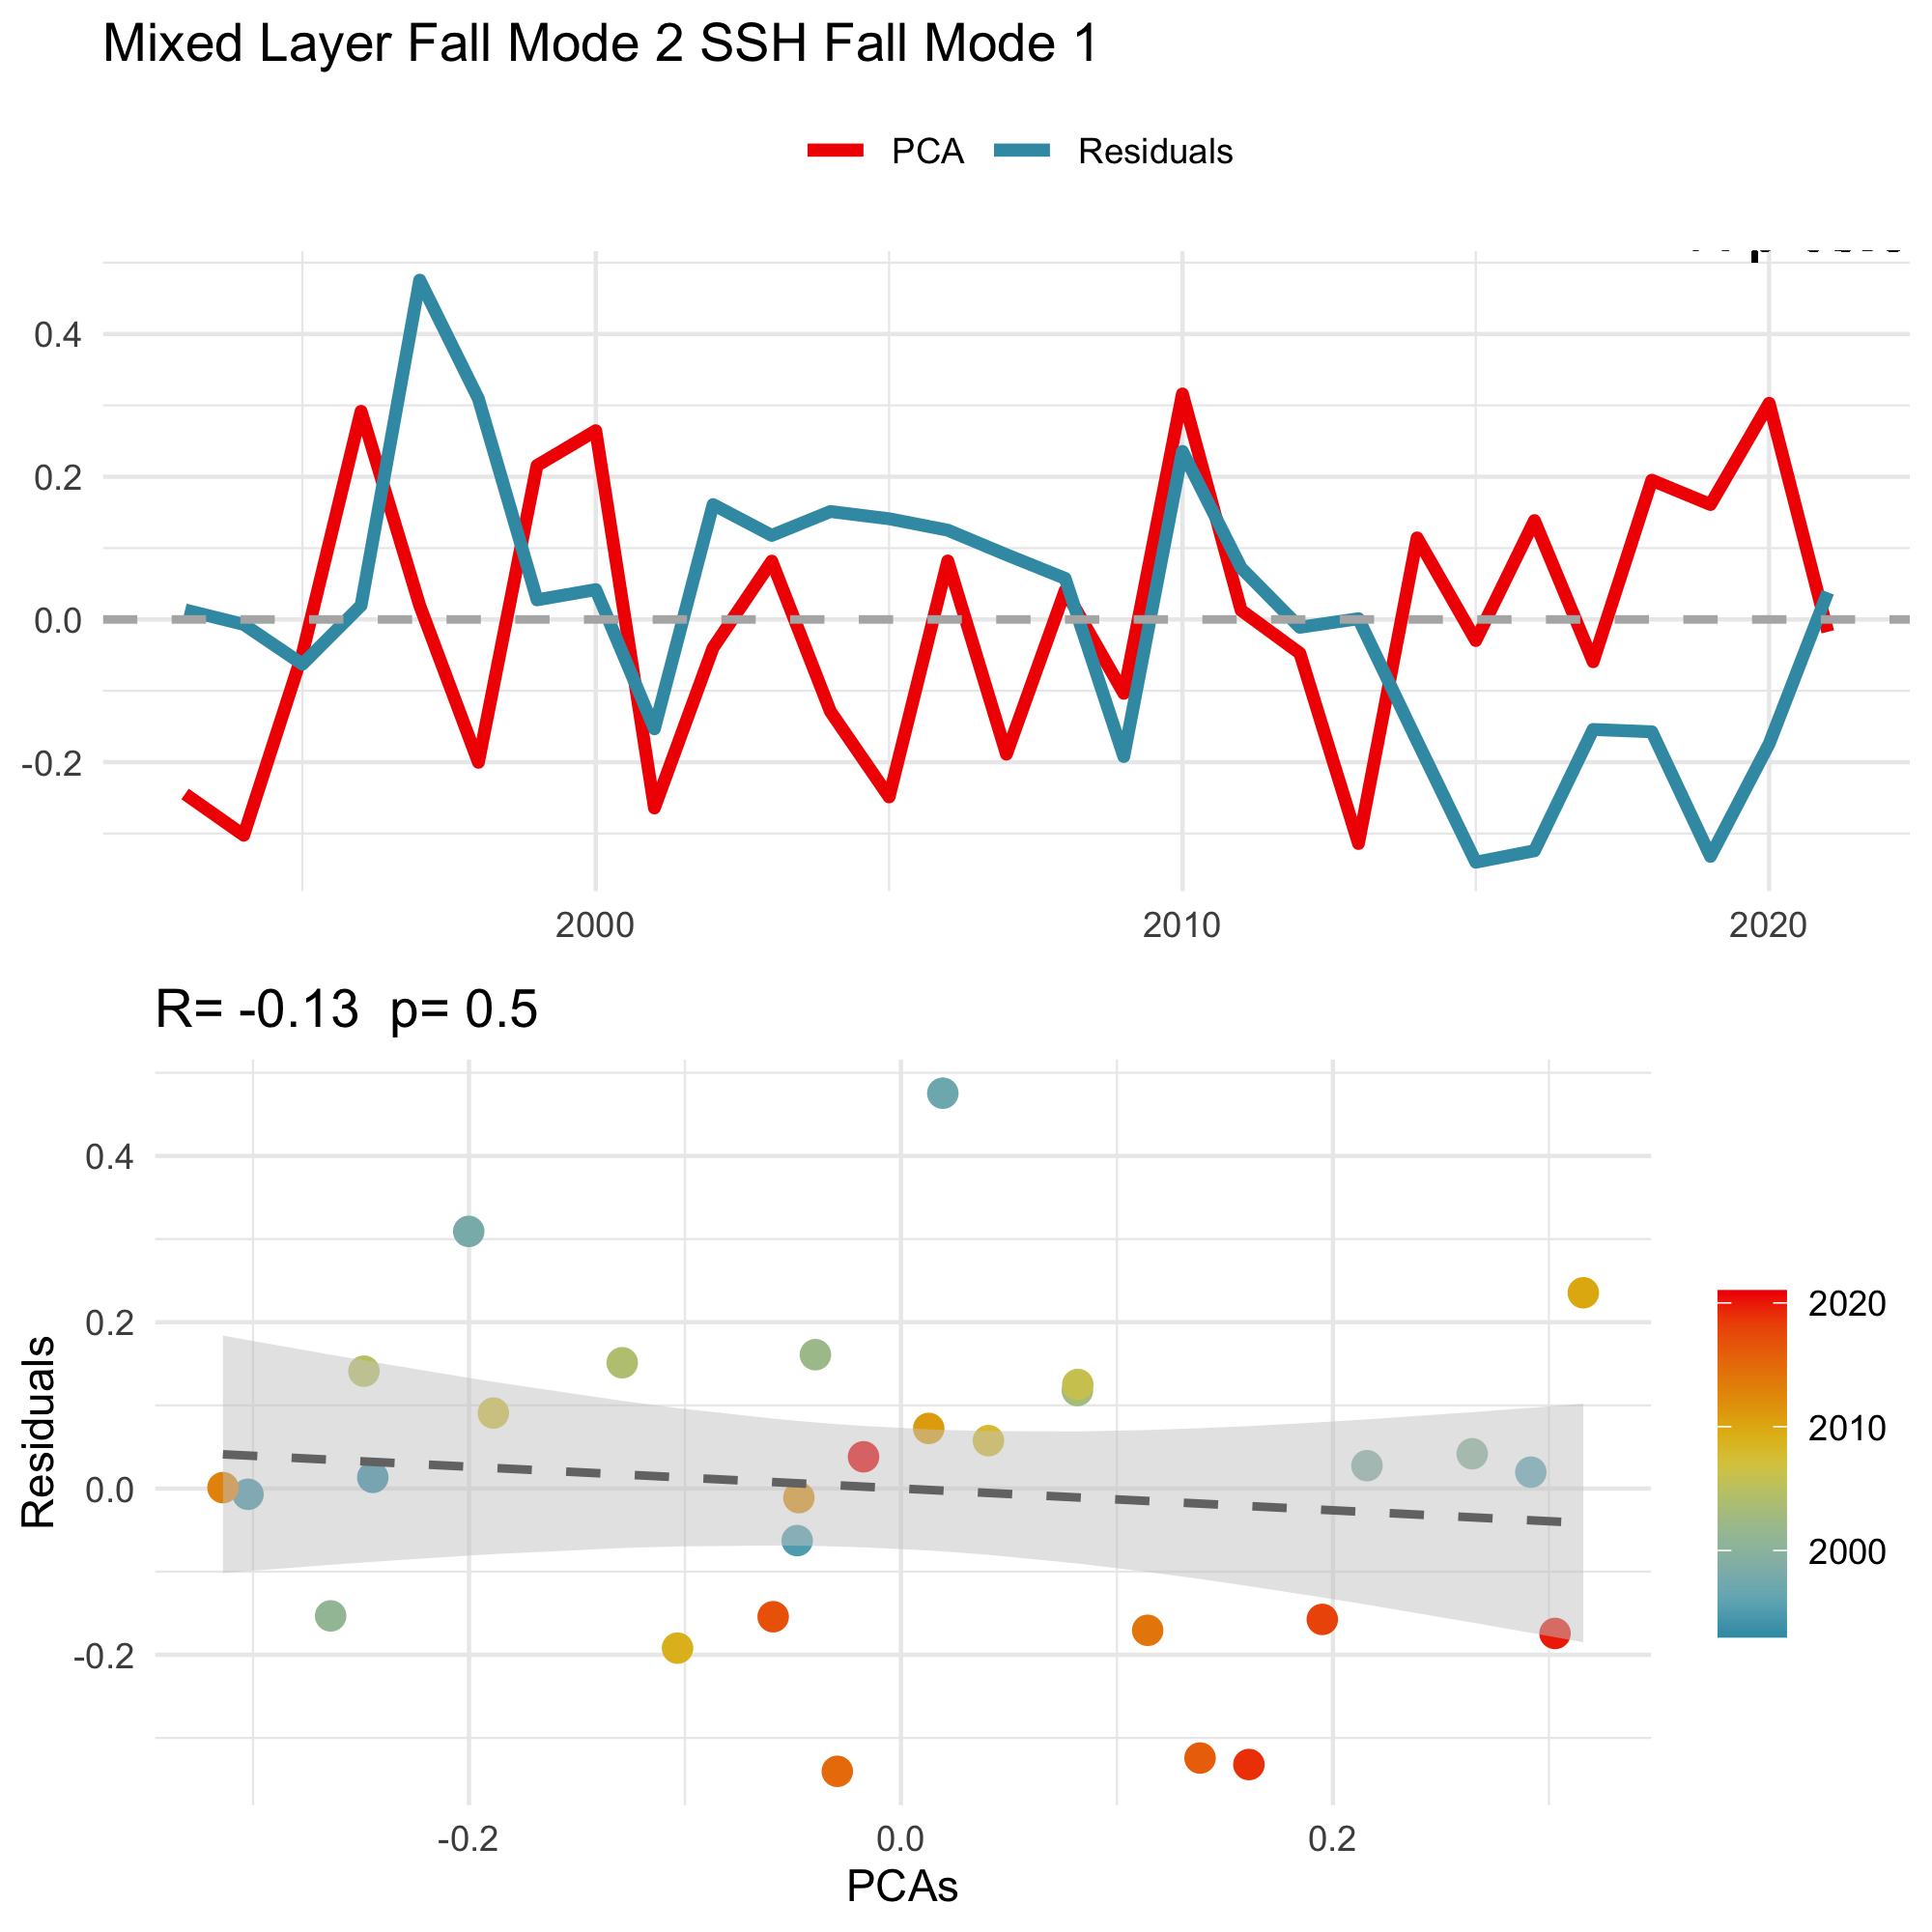 Mixed Layer Fall Mode 2 SSH Fall Mode 1
PCA Residuals
0.4
0.2
0.0
-0.2
2000 2010 2020
R= -0.13 p= 0.5
Residuals
0.4
0.2
0.0
-0.2
-0.2 0.0 0.2
PCAs
2020
2010
2000